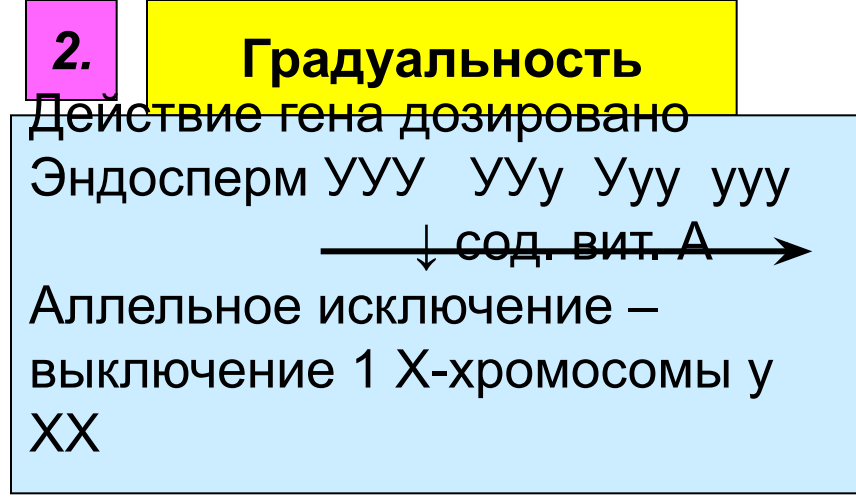 2.
Градуальность
Действие гена дозировано
Эндосперм УУУ УУу Ууу ууу
↓ сод. вит. А
Аллельное исключение –
выключение 1 Х-хромосомы у
ХХ